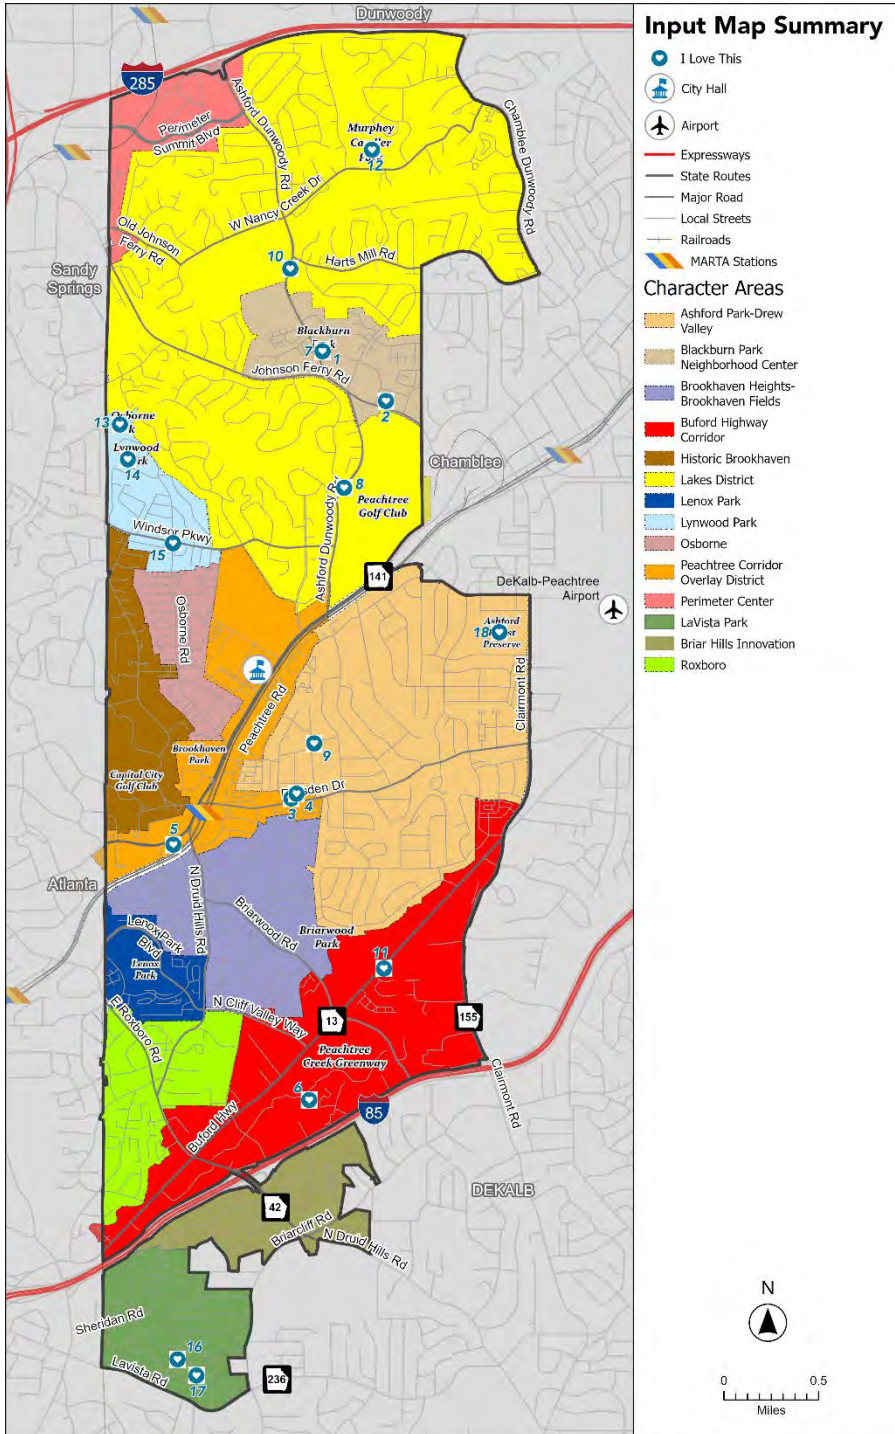 Input Map Summary
I Love This
City Hall
Airport
Expressways
State Routes
Major Road
Local Streets
Railroads
MARTA Stations
Character Areas
Ashford Park-Drew
Valley
Blackburn Park
Neighborhood Center
Brookhaven Heights-
Brookhaven Fields
Buford Highway
Corridor
Historic Brookhaven
Lakes District
Lenox Park
Lynwood Park
Osborne
Peachtree Corridor
Overlay District
Perimeter Center
LaVista Park
Briar Hills Innovation
Roxboro
N
0 0.5
Miles
Dunwoody
285
Perimeter
Summit Blvd
Ashford Dunwoody Rd
Murphey
12
Chamblee Dunwoody Rd
W Nancy Creek Dr
Old Johnson
Ferry Rd
Sandy
Springs
10
Harts Mill Rd
Blackburn
7
1
Johnson Ferry Rd
2
13
Lynwood
14
Chamblee
8
Peachtree
Golf Club
Ashford Dunwoody Rd
Windsor Pkwy
15
141
DeKalb-Peachtree
Airport
Osborne Rd
18
Ashford
Preserve
Clairmont Rd
Peachtree Rd
Brookhaven
Park
9
Capital City
Golf Club
3
4
5
Atlanta
N Druid Hills Rd
Briarwood Rd
Briarwood
Park
Lenox Park
Blvd
Lenox
Park
11
N Cliff Valley Way
13
155
E Roxboro Rd
Peachtree
Creek Greenway
Clairmont Rd
6
85
Buford Hwy
DEKALB
42
Briarcliff Rd
N Druid Hills Rd
Sheridan Rd
16
Lavista Rd
17
236